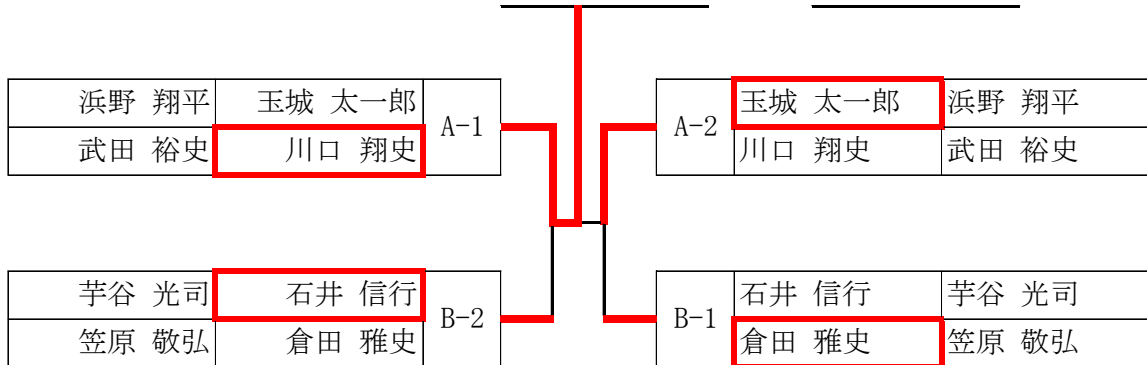 浜野 翔平 玉城 太一郎 A-1 A-2 玉城 太一郎 浜野 翔平
武田 裕史 川口 翔史 川口 翔史 武田 裕史
芋谷 光司 石井 信行 B-2 B-1 石井 信行 芋谷 光司
笠原 敬弘 倉田 雅史 倉田 雅史 笠原 敬弘